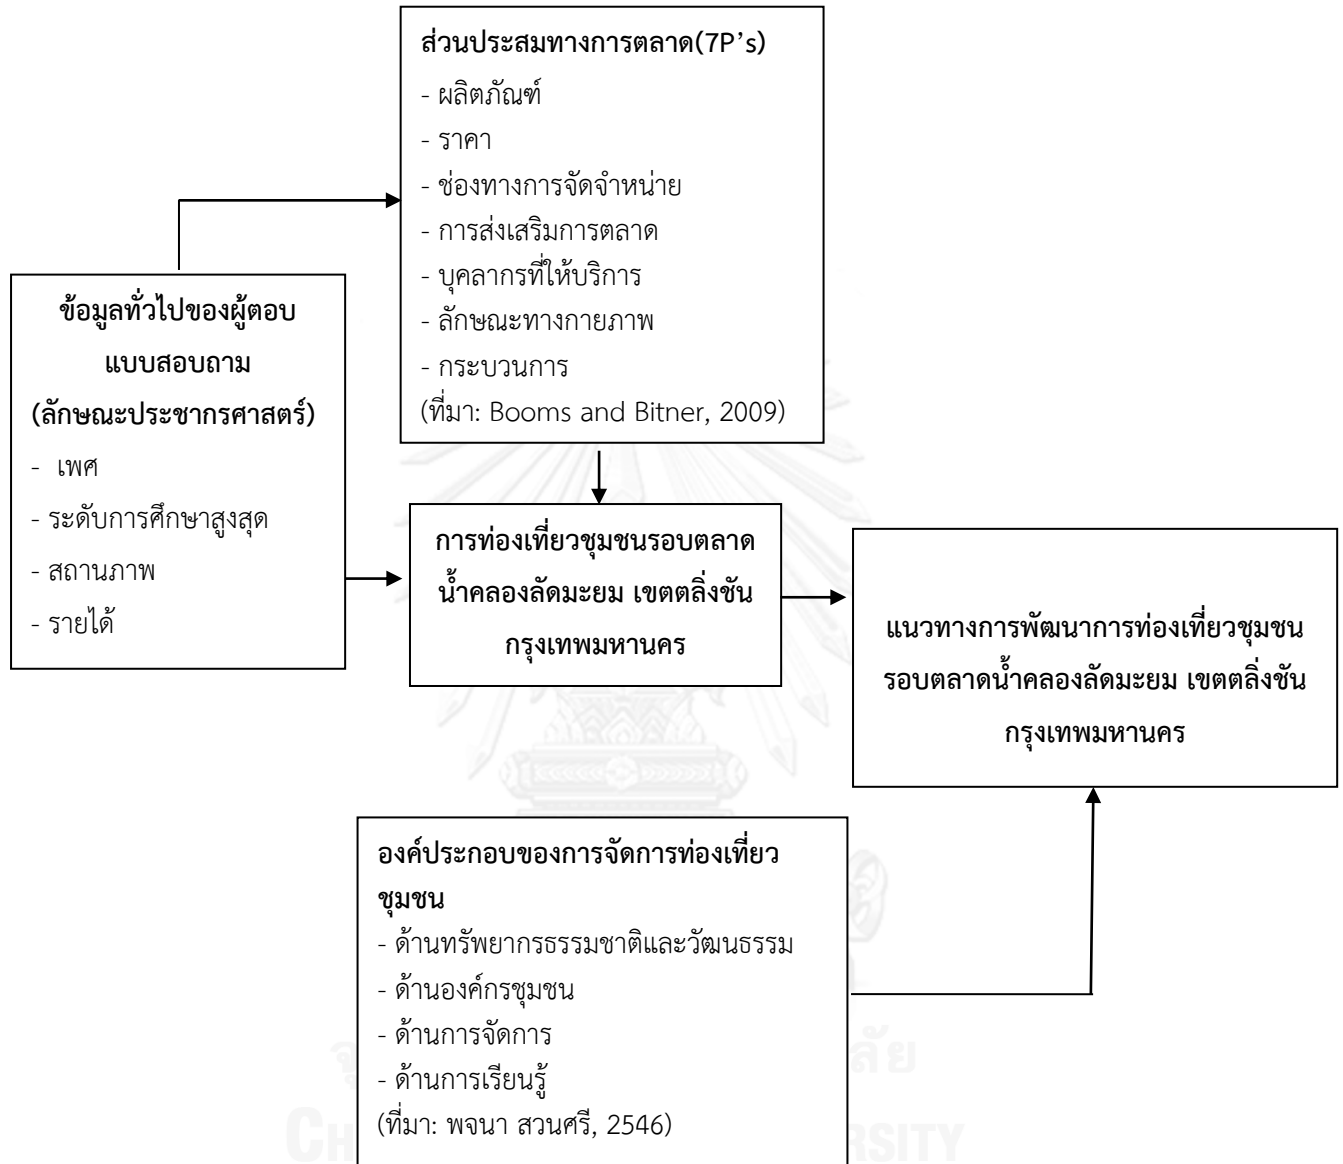 ส่วนประสมทางการตลาด(7P's)
- ผลิตภัณฑ์
- ราคา
- ช่องทางการจัดจำหน่าย
- การส่งเสริมการตลาด
- บุคลากรที่ให้บริการ
- ลักษณะทางกายภาพ
- กระบวนการ
(ที่มา: Booms and Bitner, 2009)
ข้อมูลทั่วไปของผู้ตอบ
แบบสอบถาม
(ลักษณะประชากรศาสตร์)
- เพศ
- ระดับการศึกษาสูงสุด
- สถานภาพ
- รายได้
การท่องเที่ยวชุมชนรอบตลาด
น้ำคลองลัดมะยม เขตตลิ่งชัน
กรุงเทพมหานคร
แนวทางการพัฒนาการท่องเที่ยวชุมชน
รอบตลาดน้ำคลองลัดมะยม เขตตลิ่งชัน
กรุงเทพมหานคร
องค์ประกอบของการจัดการท่องเที่ยว
ชุมชน
- ด้านทรัพยากรธรรมชาติและวัฒนธรรม
- ด้านองค์กรชุมชน
- ด้านการจัดการ
- ด้านการเรียนรู้
(ที่มา: พจนา สวนศรี, 2546)